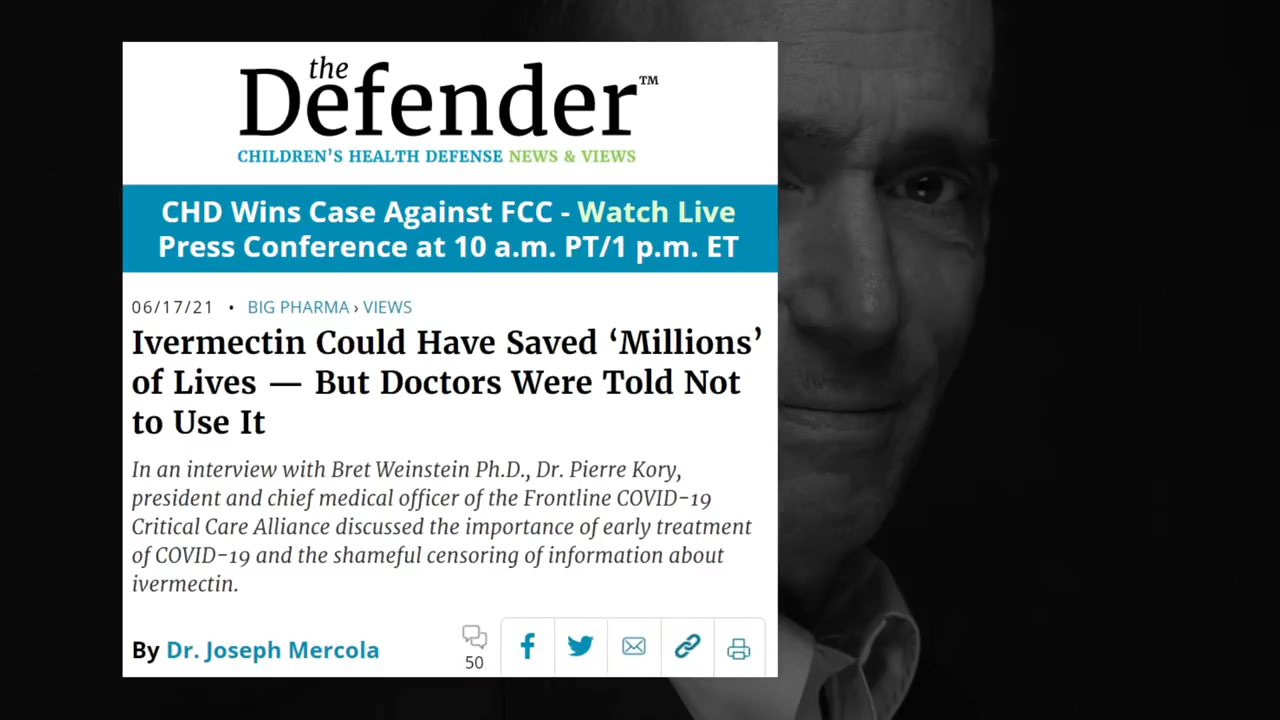 the
Defender™
CHILDREN'S HEALTH DEFENSE NEWS & VIEWS
CHD Wins Case Against FCC - Watch Live
Press Conference at 10 a.m. PT/1 p.m. ET
06/17/21 • BIG PHARMA › VIEWS
Ivermectin Could Have Saved ‘Millions’
of Lives — But Doctors Were Told Not
to Use It
In an interview with Bret Weinstein Ph.D., Dr. Pierre Kory,
president and chief medical officer of the Frontline COVID-19
Critical Care Alliance discussed the importance of early treatment
of COVID-19 and the shameful censoring of information about
ivermectin.
By Dr. Joseph Mercola
50